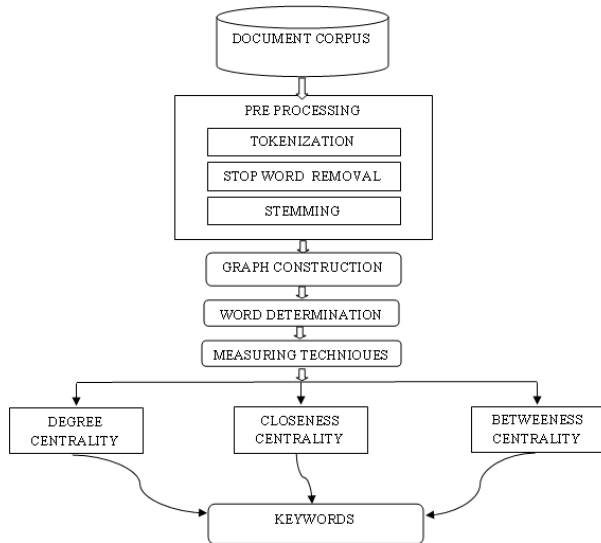 DOCUMENT CORPUS
PRE PROCESSING
TOKENIZATION
STOP WORD REMOVAL
STEMMING
GRAPH CONSTRUCTION
WORD DETERMINATION
MEASURING TECHNIQUES
DEGREE
CENTRALITY
CLOSENESS
CENTRALITY
BETWEENESS
CENTRALITY
KEYWORDS